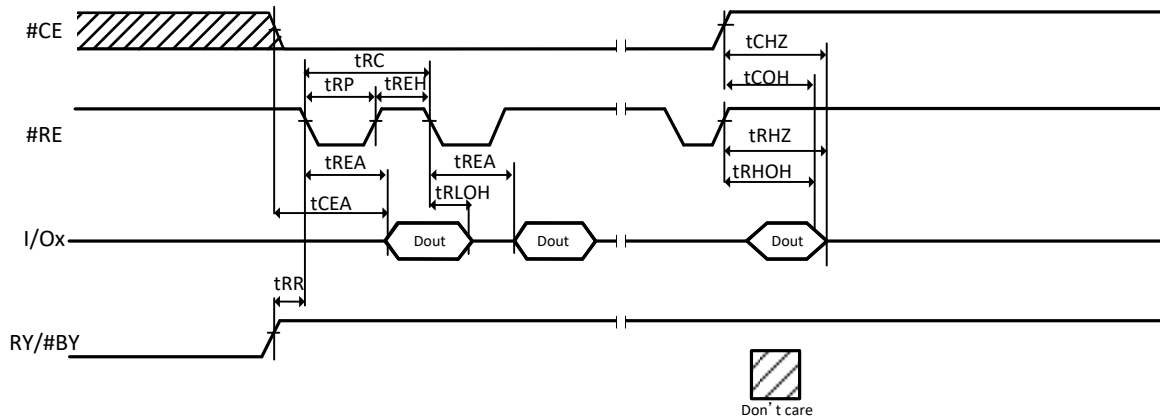 #CE
tCHZ
tRC
tCOH
tRP
tREH
#RE
tRHZ
tREA
tREA
tRHOH
tRLOH
tCEA
I/Ox
Dout
Dout
Dout
tRR
RY/#BY
Don't care